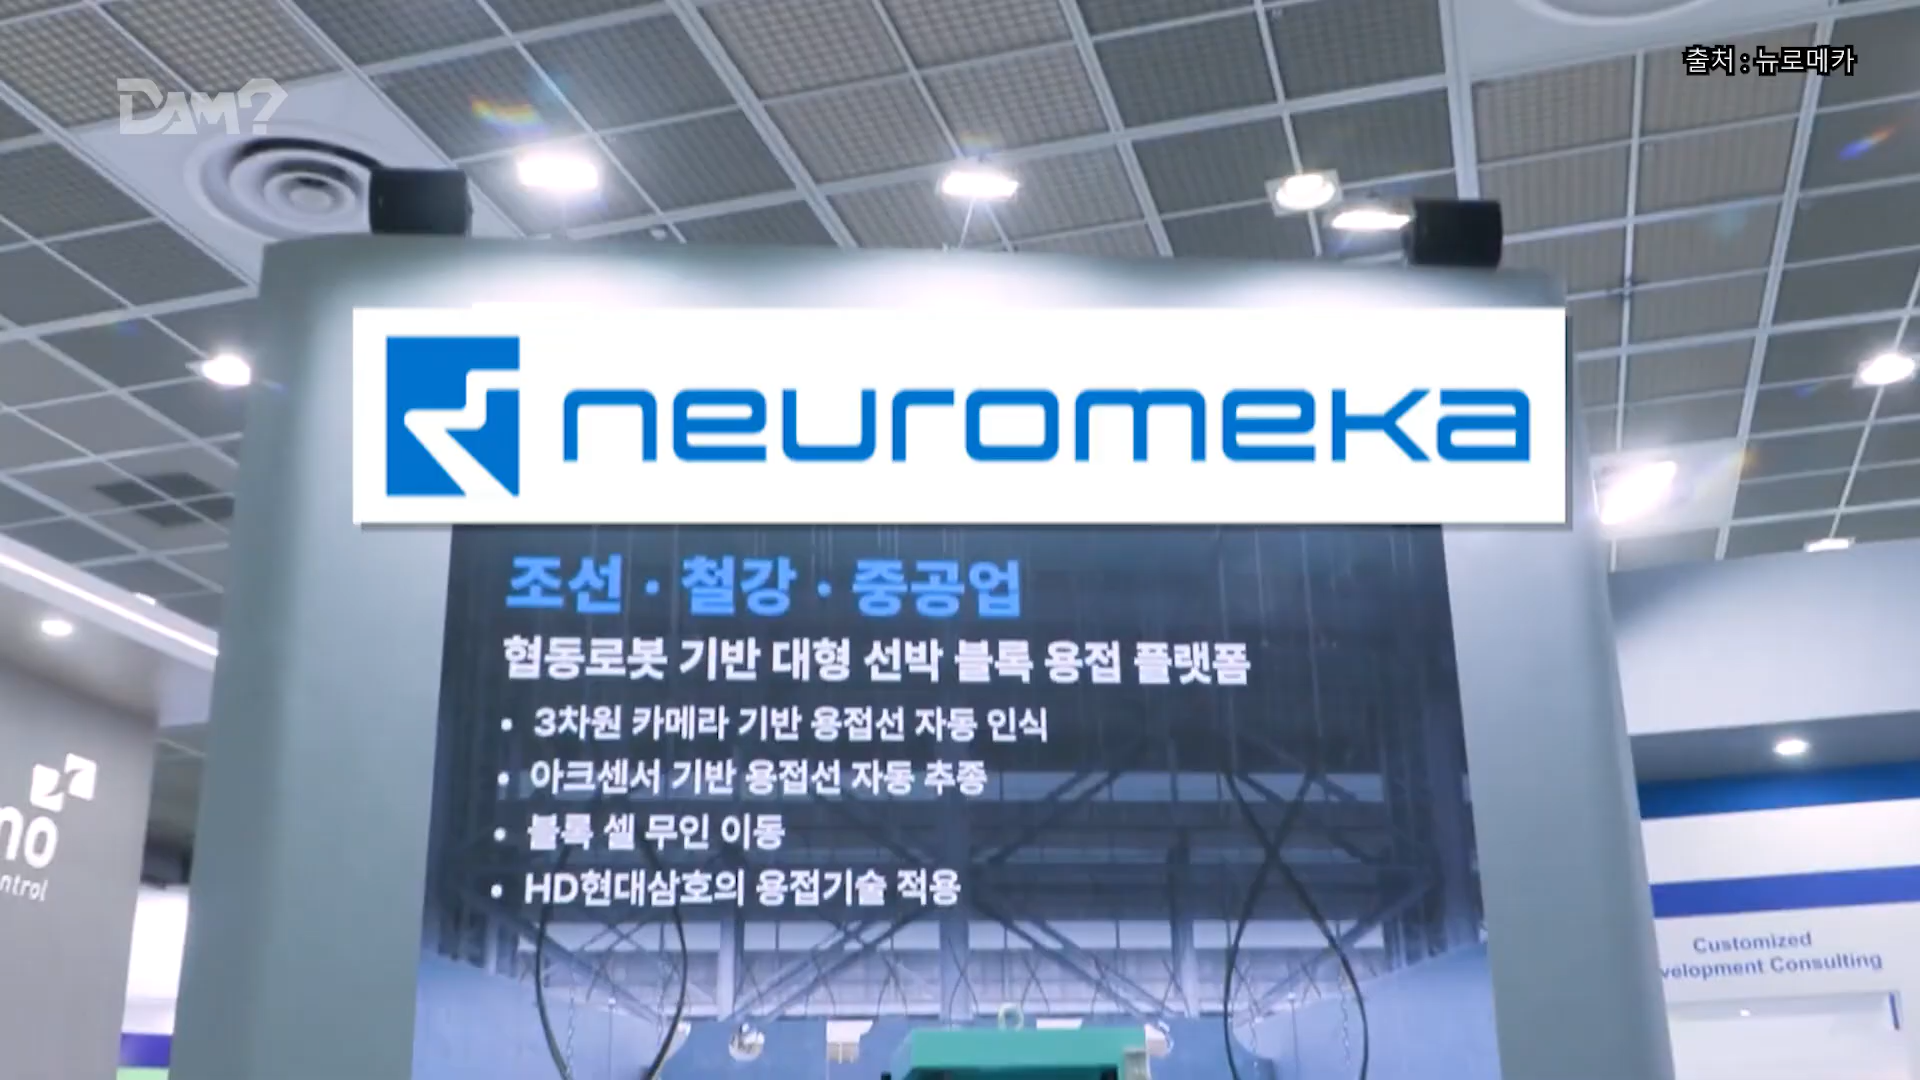 DAM?
출처 : 뉴로메카
neuromeka
조선 · 철강 · 중공업
협동로봇 기반 대형 선박 블록 용접 플랫폼
• 3차원 카메라 기반 용접선 자동 인식
• 아크센서 기반 용접선 자동 추종
• 블록 셀 무인 이동
• HD현대삼호의 용접기술 적용
no
ntrol
Customized
velopment Consulting